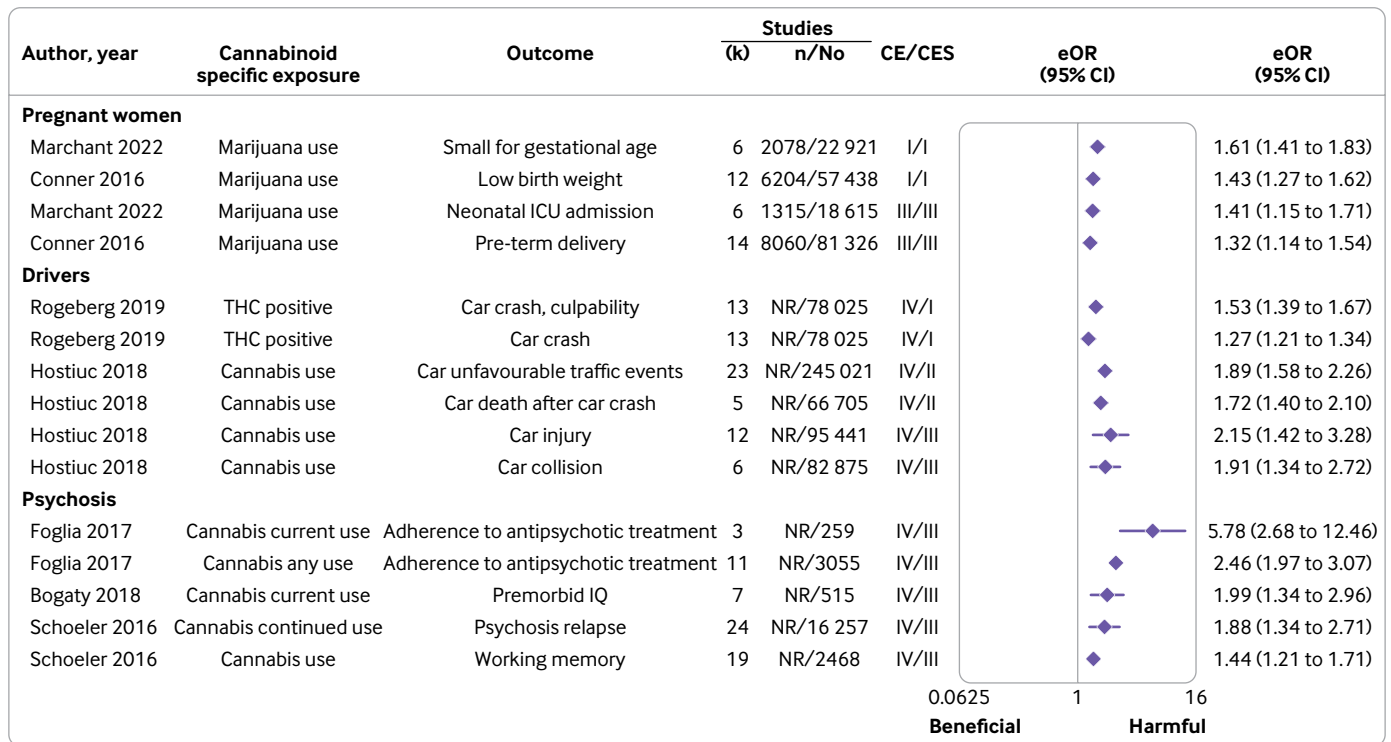 Studies
Author, year Cannabinoid specific exposure Outcome (k) n/No CE/CES eOR (95% CI) eOR (95% CI)
Pregnant women
Marchant 2022 Marijuana use Small for gestational age 6 2078/22 921 I/I 1.61 (1.41 to 1.83)
Conner 2016 Marijuana use Low birth weight 12 6204/57 438 I/I 1.43 (1.27 to 1.62)
Marchant 2022 Marijuana use Neonatal ICU admission 6 1315/18 615 III/III 1.41 (1.15 to 1.71)
Conner 2016 Marijuana use Pre-term delivery 14 8060/81 326 III/III 1.32 (1.14 to 1.54)
Drivers
Rogeberg 2019 THC positive Car crash, culpability 13 NR/78 025 IV/I 1.53 (1.39 to 1.67)
Rogeberg 2019 THC positive Car crash 13 NR/78 025 IV/I 1.27 (1.21 to 1.34)
Hostiuc 2018 Cannabis use Car unfavourable traffic events 23 NR/245 021 IV/II 1.89 (1.58 to 2.26)
Hostiuc 2018 Cannabis use Car death after car crash 5 NR/66 705 IV/II 1.72 (1.40 to 2.10)
Hostiuc 2018 Cannabis use Car injury 12 NR/95 441 IV/III 2.15 (1.42 to 3.28)
Hostiuc 2018 Cannabis use Car collision 6 NR/82 875 IV/III 1.91 (1.34 to 2.72)
Psychosis
Foglia 2017 Cannabis current use Adherence to antipsychotic treatment 3 NR/259 IV/III 5.78 (2.68 to 12.46)
Foglia 2017 Cannabis any use Adherence to antipsychotic treatment 11 NR/3055 IV/III 2.46 (1.97 to 3.07)
Bogaty 2018 Cannabis current use Premorbid IQ 7 NR/515 IV/III 1.99 (1.34 to 2.96)
Schoeler 2016 Cannabis continued use Psychosis relapse 24 NR/16 257 IV/III 1.88 (1.34 to 2.71)
Schoeler 2016 Cannabis use Working memory 19 NR/2468 IV/III 1.44 (1.21 to 1.71)
0.0625 1 16
Beneficial Harmful